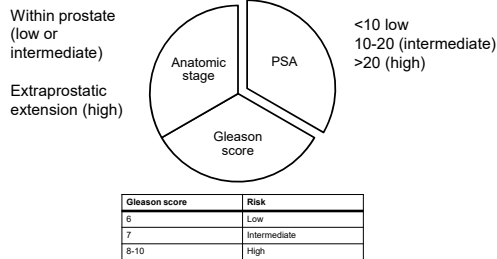 Within prostate
(low or
intermediate)
Extraprostatic
extension (high)
Anatomic
stage
PSA
Gleason
score
<10 low
10-20 (intermediate)
>20 (high)
Gleason score Risk
6 Low
7 Intermediate
8-10 High